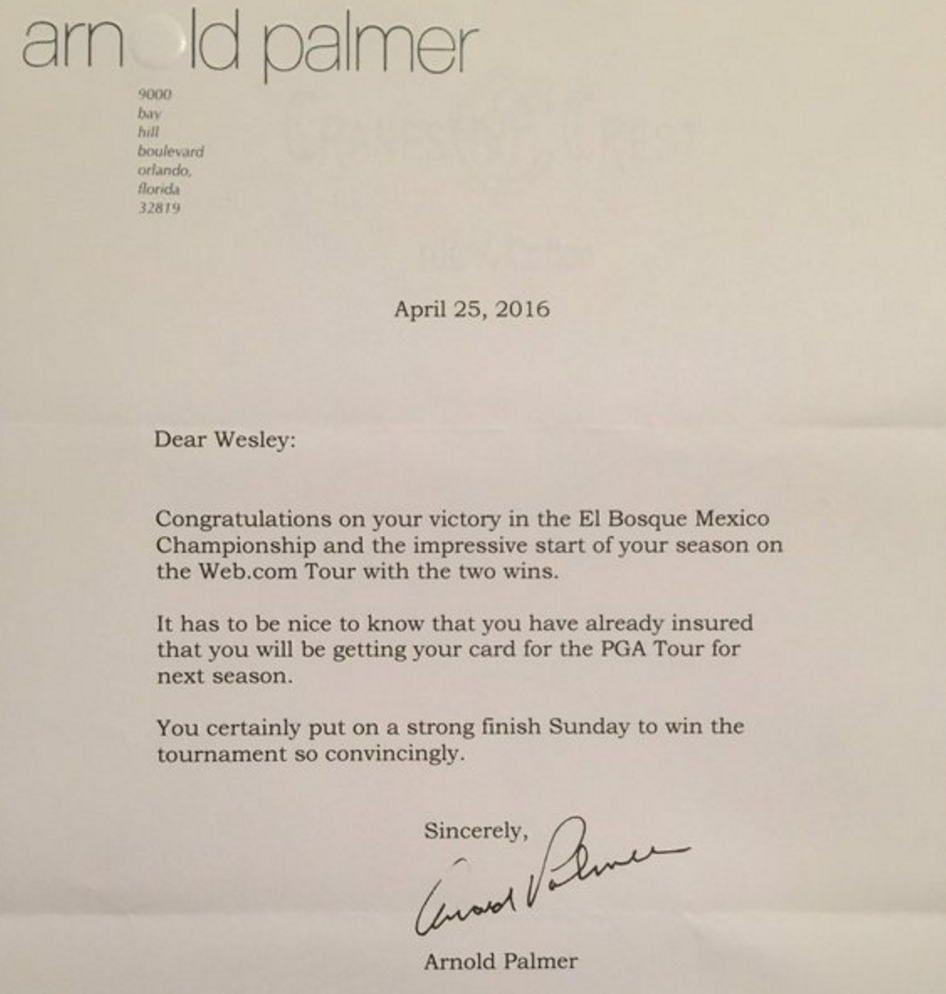 arnold palmer
9000
bay
hill
boulevard
orlando,
florida
32819
April 25, 2016
Dear Wesley:
Congratulations on your victory in the El Bosque Mexico
Championship and the impressive start of your season on
the Web.com Tour with the two wins.
It has to be nice to know that you have already insured
that you will be getting your card for the PGA Tour for
next season.
You certainly put on a strong finish Sunday to win the
tournament so convincingly.
Sincerely,
Arnold Palmer
Arnold Palmer